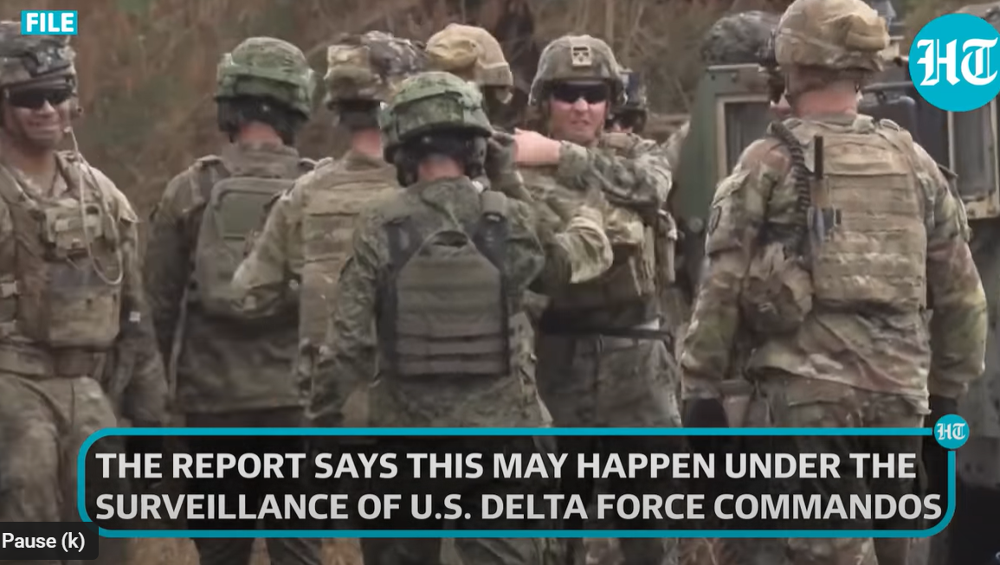 FILE
HT
HT
THE REPORT SAYS THIS MAY HAPPEN UNDER THE
SURVEILLANCE OF U.S. DELTA FORCE COMMANDOS
Pause (k)